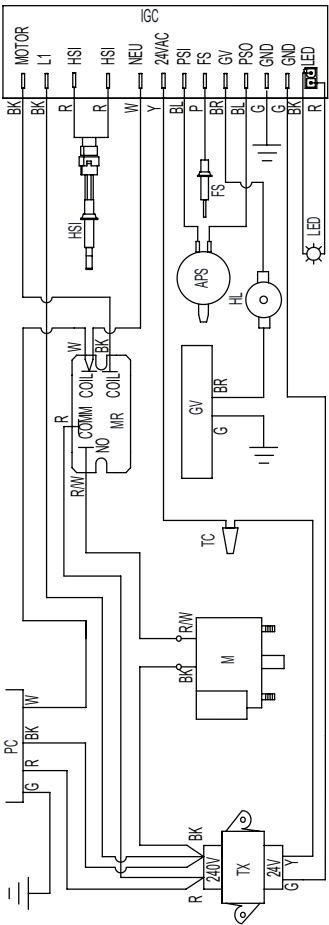 IGC
MOTOR
L1
HSI
HSI
NEU
24VAC
PSI
FS
GV
PSO
GND
GND
LED
BK
BK
R
R
W
Y
BL
P
BR
BL
G
G
BK
R
HSI
FS
APS
HL
LED
W
BK
COIL
COIL
COMM
MR
NO
R
R/W
GV
BR
G
TC
PC
W
BK
R
G
R/W
BK
M
R
BK
240V
TX
24V
G
Y